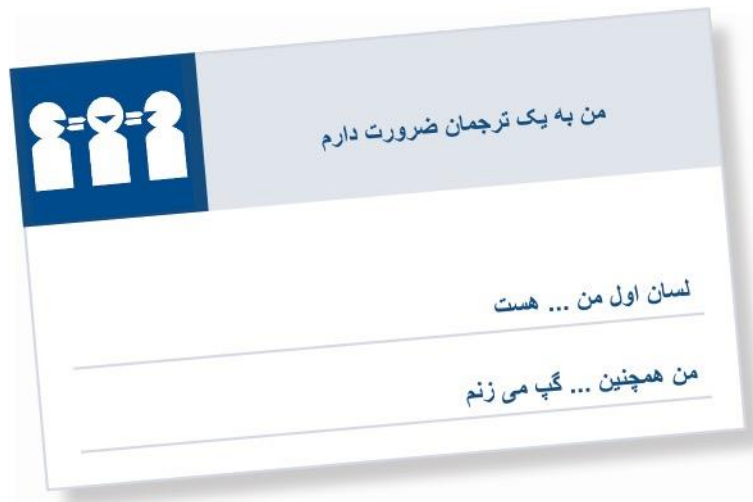 من به یک ترجمان ضرورت دارم
لسان اول من ... هست
من همچنین ... گپ می زنم